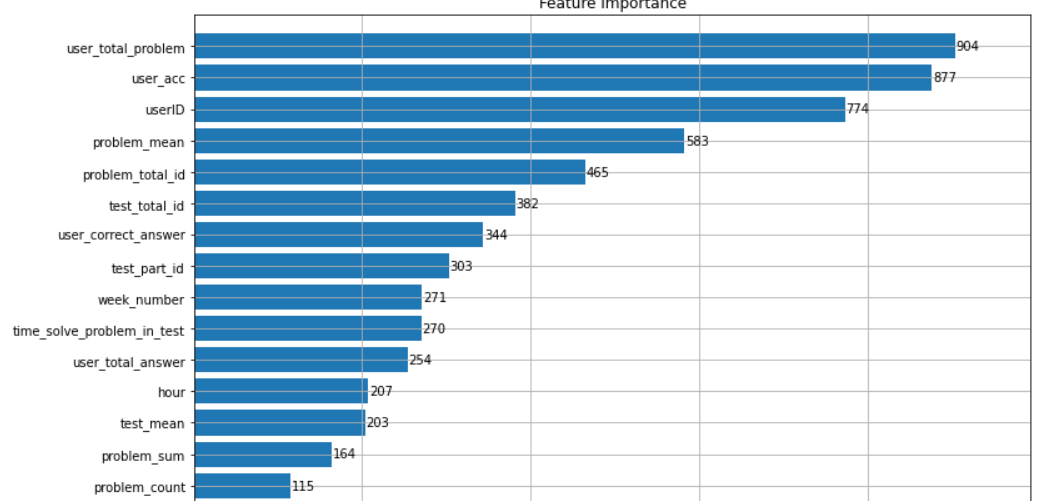 Feature Importance
user_total_problem 904
user_acc 877
userID 774
problem_mean 583
problem_total_id 465
test_total_id 382
user_correct_answer 344
test_part_id 303
week_number 271
time_solve_problem_in_test 270
user_total_answer 254
hour 207
test_mean 203
problem_sum 164
problem_count 115